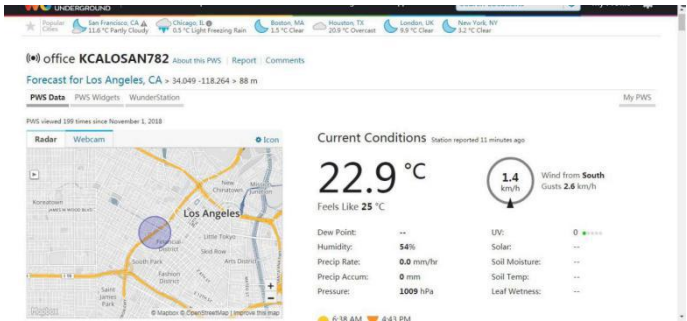 UNDERGROUND
My Profile
Popular Cities
San Francisco, CA
11.6 °C Partly Cloudy
Chicago, IL
0.5 °C Light Freezing Rain
Boston, MA
1.5 °C Clear
Houston, TX
20.9 °C Overcast
London, UK
9.9 °C Clear
New York, NY
3.2 °C Clear
office KCALOSAN782 About this PWS | Report | Comments
Forecast for Los Angeles, CA > 34.049 -118.264 > 88 m
PWS Data PWS Widgets WunderStation My PWS
PWS viewed 199 times since November 1, 2018
Radar Webcam Icon
Koreatown
New Chinatown
Mission Junction
Los Angeles
Little Tokyo
Financial District
Skid Row
Arts District
South Park
Fashion District
Saint James Park
+
−
© Mapbox © OpenStreetMap | Improve this map
Current Conditions Station reported 11 minutes ago
22.9 °C
Feels Like 25 °C
1.4
km/h
Wind from South
Gusts 2.6 km/h
Dew Point: --
Humidity: 54%
Precip Rate: 0.0 mm/hr
Precip Accum: 0 mm
Pressure: 1009 hPa
UV: 0
Solar: --
Soil Moisture: --
Soil Temp: --
Leaf Wetness: --
6:38 AM 4:43 PM